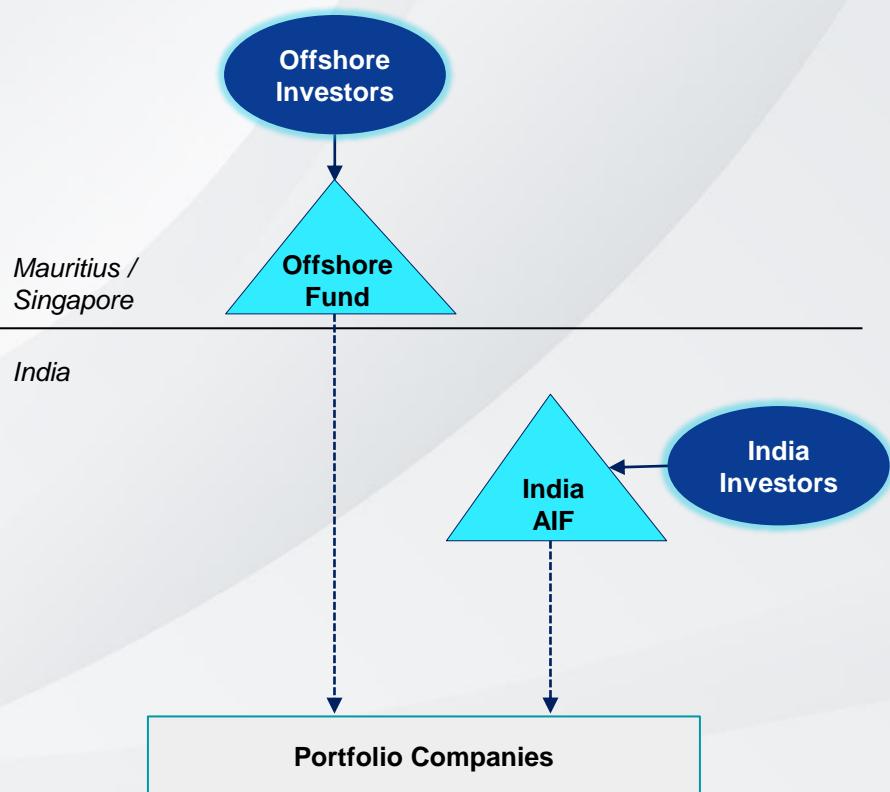 Offshore
Investors
Offshore
Fund
Mauritius /
Singapore
India
India
AIF
India
Investors
Portfolio Companies